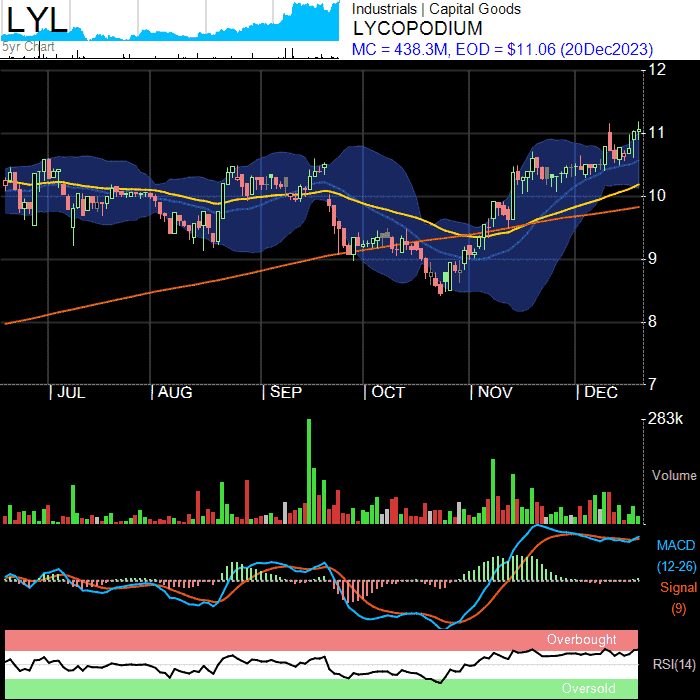 LYL
5yr Chart
Industrials | Capital Goods
LYCOPODIUM
MC = 438.3M, EOD = $11.06 (20Dec2023)
12
11
10
9
8
7
JUL AUG SEP OCT NOV DEC
283k
Volume
MACD
(12-26)
Signal
(9)
Overbought
RSI(14)
Oversold